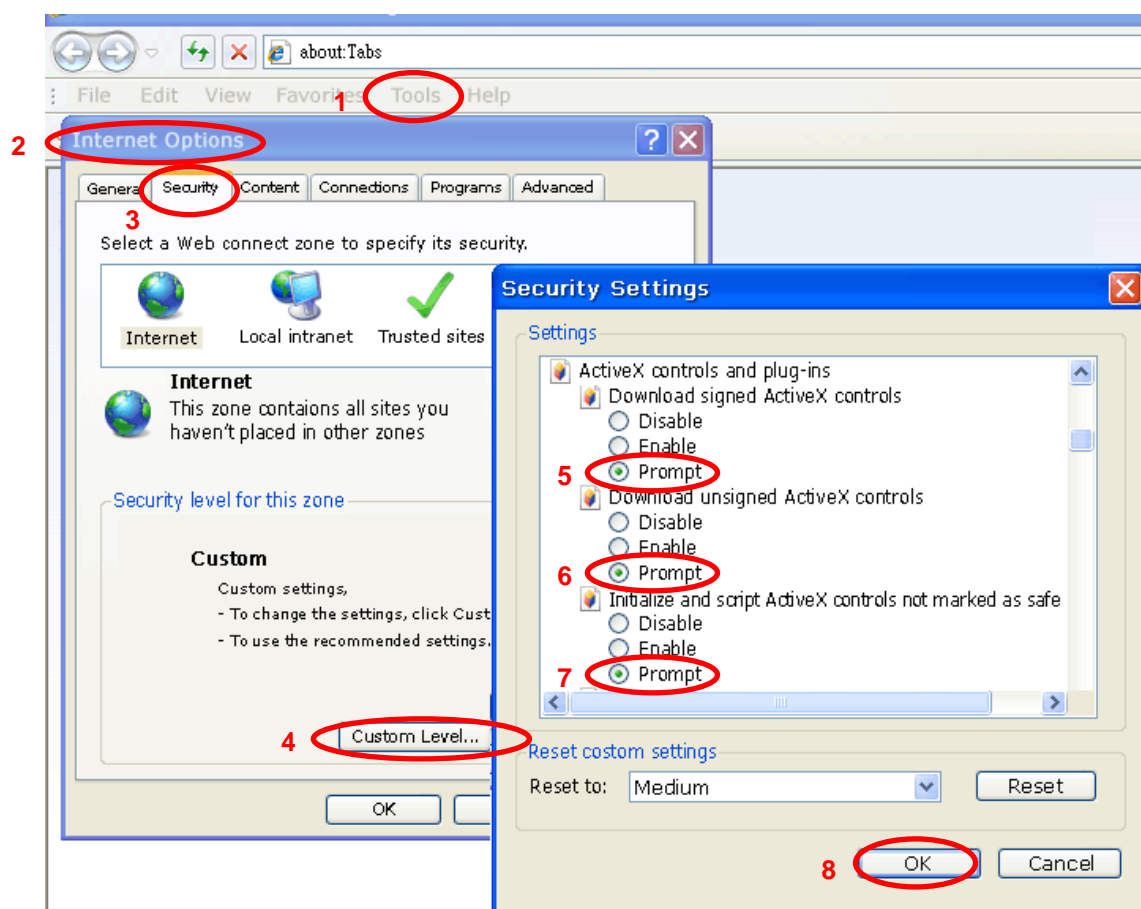 about:Tabs
File Edit View Favorites Tools Help
1
2
Internet Options
General Security Content Connections Programs Advanced
3
Select a Web connect zone to specify its security.
Internet Local intranet Trusted sites
Internet
This zone contaions all sites you
haven't placed in other zones
Security level for this zone
Custom
Custom settings,
- To change the settings, click Cust
- To use the recommended settings.
4
Custom Level...
OK
Security Settings
Settings
ActiveX controls and plug-ins
Download signed ActiveX controls
Disable
Enable
5 Prompt
Download unsigned ActiveX controls
Disable
Enable
6 Prompt
Initialize and script ActiveX controls not marked as safe
Disable
Enable
7 Prompt
Reset costom settings
Reset to: Medium Reset
8 OK Cancel